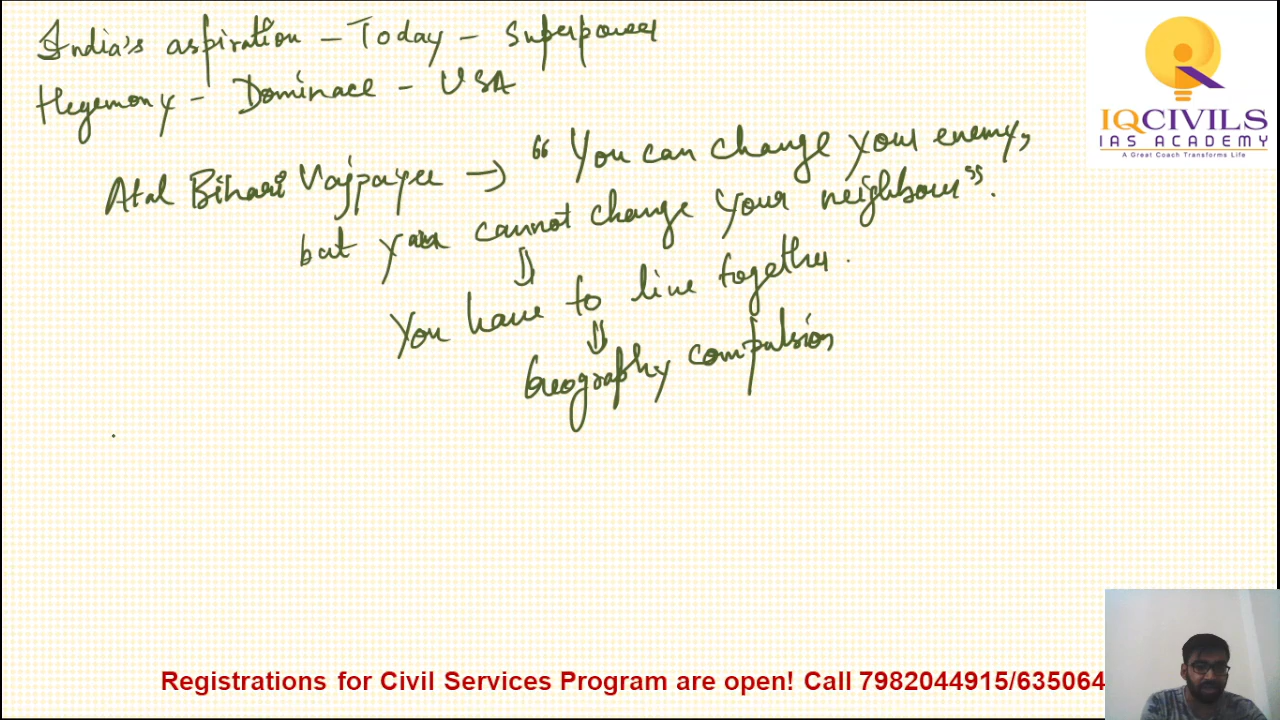 India's aspiration - Today - Superpower
Hegemony - Dominace - USA
Atal Bihari Vajpayee → "You can change your enemy,
but you cannot change your neighbour".
⇓
You have to live together.
⇓
Geography compulsion
IQCIVILS
IAS ACADEMY
A Great Coach Transforms Life
Registrations for Civil Services Program are open! Call 7982044915/635064